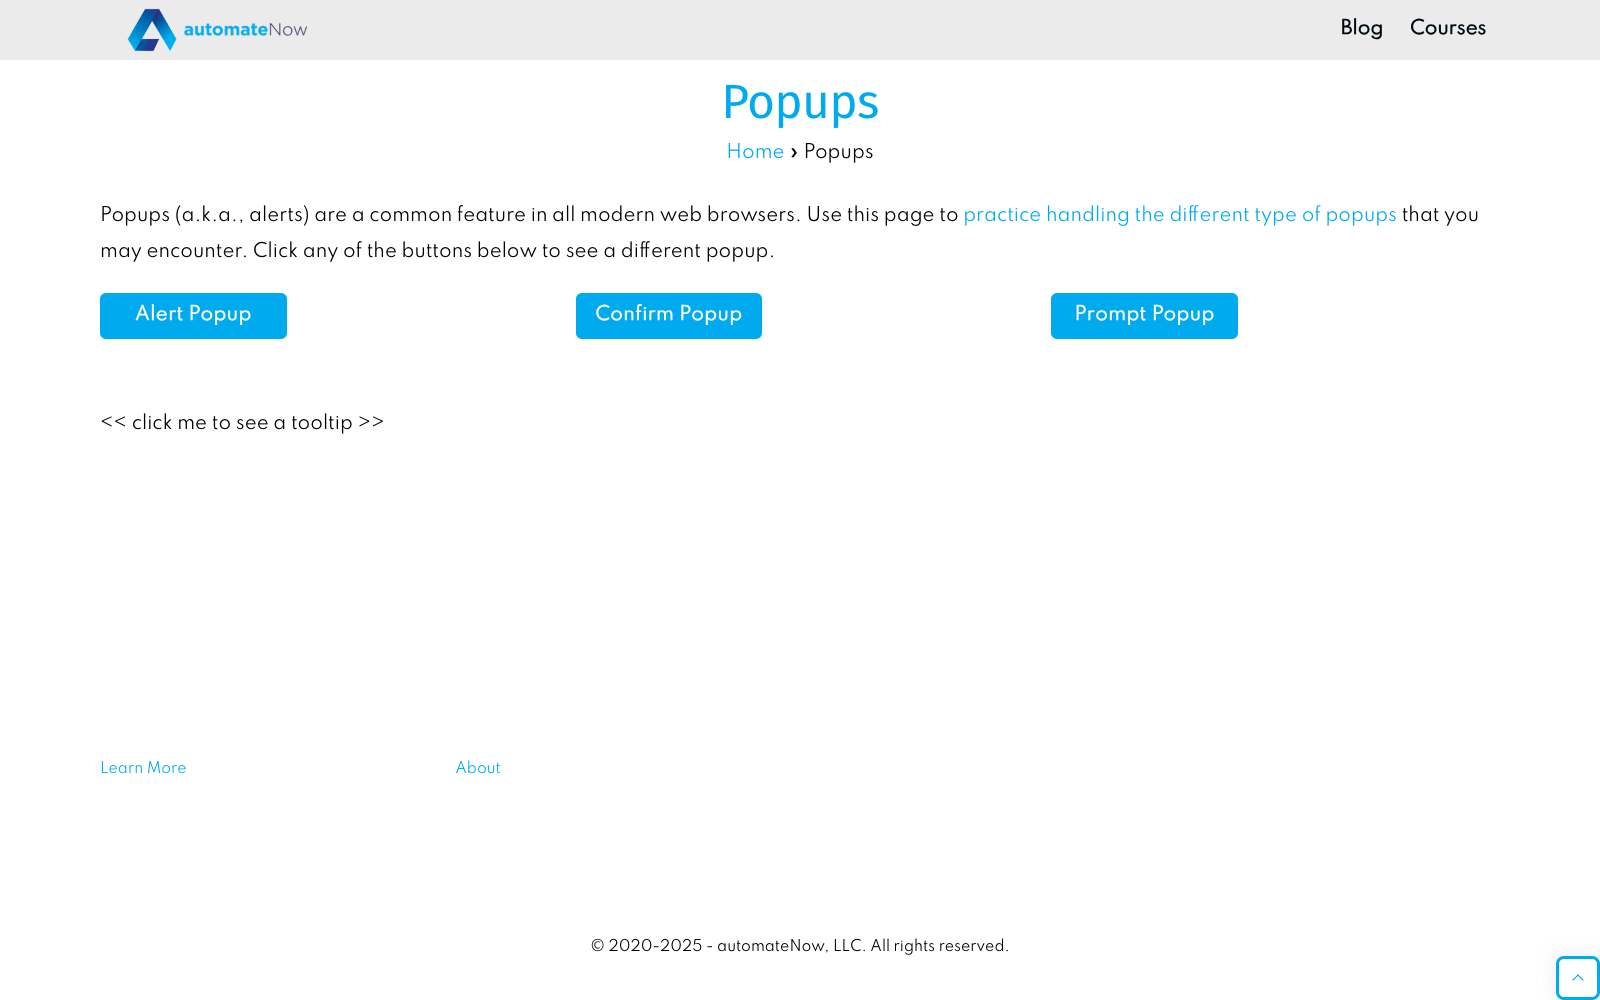 automateNow
Blog
Courses
Popups
Home › Popups
Popups (a.k.a., alerts) are a common feature in all modern web browsers. Use this page to practice handling the different type of popups that you
may encounter. Click any of the buttons below to see a different popup.
Alert Popup
Confirm Popup
Prompt Popup
<< click me to see a tooltip >>
Learn More
About
© 2020-2025 - automateNow, LLC. All rights reserved.